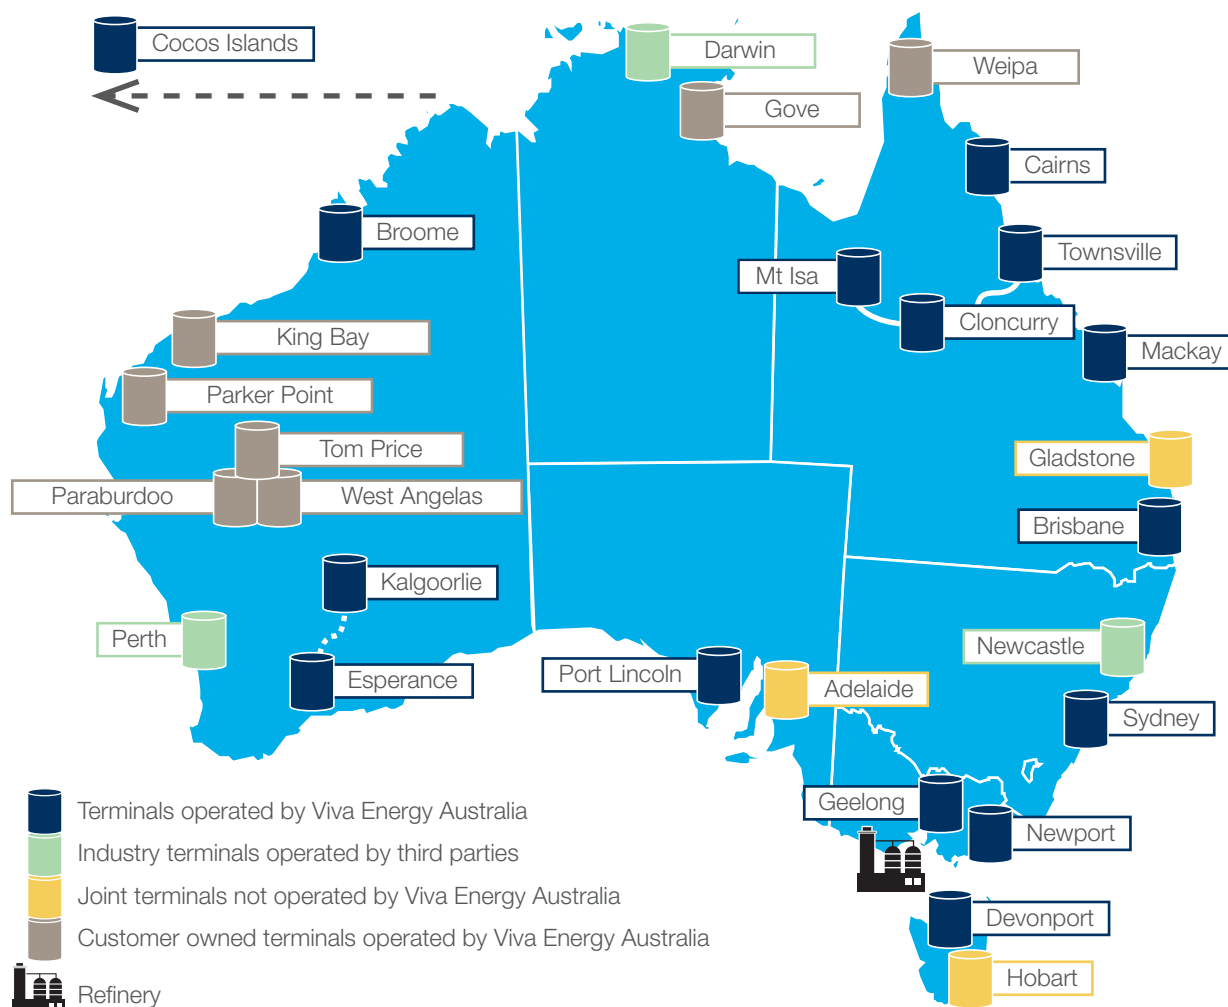 Cocos Islands
Darwin
Weipa
Gove
Cairns
Broome
Townsville
Mt Isa
Cloncurry
King Bay
Mackay
Parker Point
Tom Price
Gladstone
Paraburdoo
West Angelas
Brisbane
Kalgoorlie
Perth
Newcastle
Esperance
Port Lincoln
Adelaide
Sydney
Geelong
Newport
Devonport
Hobart
Terminals operated by Viva Energy Australia
Industry terminals operated by third parties
Joint terminals not operated by Viva Energy Australia
Customer owned terminals operated by Viva Energy Australia
Refinery